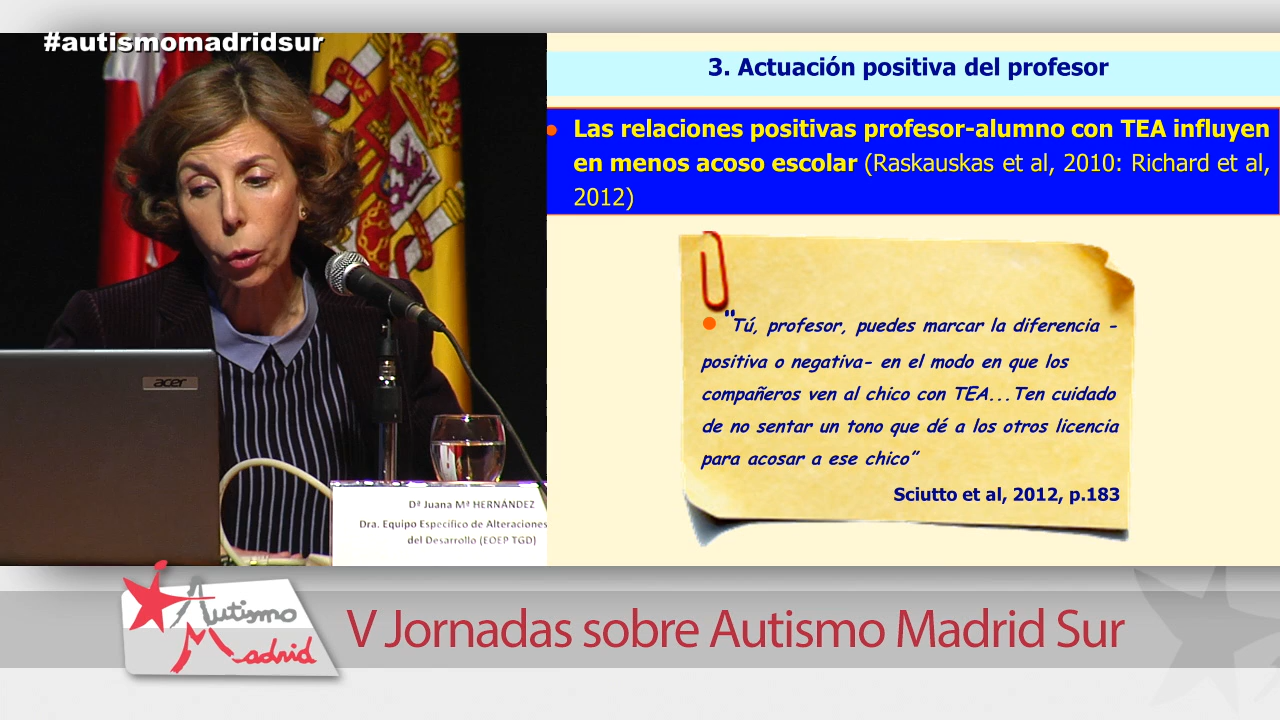 #autismomadridsur
3. Actuación positiva del profesor
Las relaciones positivas profesor-alumno con TEA influyen
en menos acoso escolar (Raskauskas et al, 2010: Richard et al,
2012)
"Tú, profesor, puedes marcar la diferencia -
positiva o negativa- en el modo en que los
compañeros ven al chico con TEA...Ten cuidado
de no sentar un tono que dé a los otros licencia
para acosar a ese chico”
Sciutto et al, 2012, p.183
acer
Dª Juana Mª HERNÁNDEZ
Dra. Equipo Específico de Alteraciones
del Desarrollo (EOEP TGD)
Autismo
Madrid
V Jornadas sobre Autismo Madrid Sur